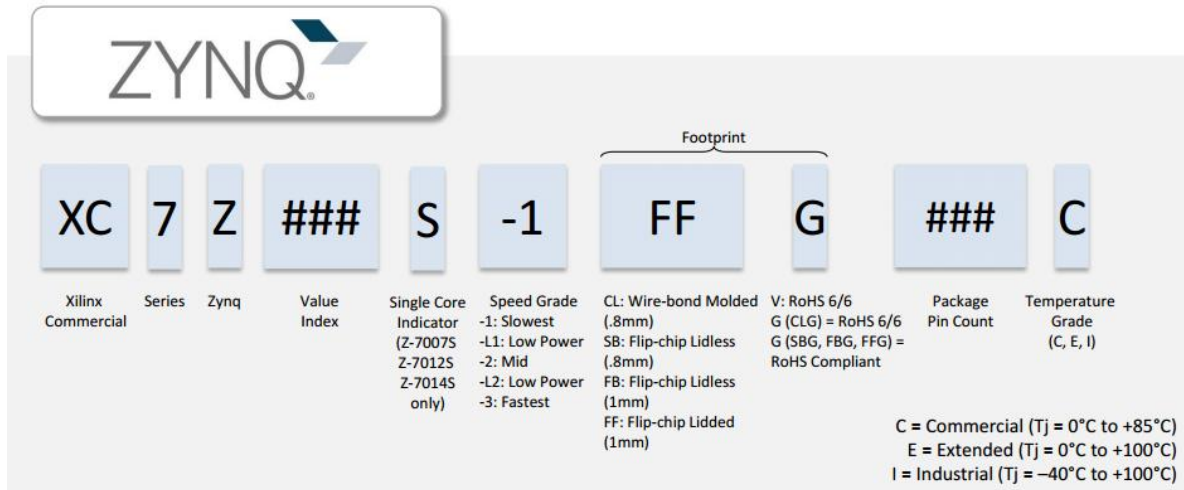 ZYNQ®
Footprint
XC 7 Z ### S -1 FF G ### C
Xilinx
Commercial
Series
Zynq
Value
Index
Single Core
Indicator
(Z-7007S
Z-7012S
Z-7014S
only)
Speed Grade
-1: Slowest
-L1: Low Power
-2: Mid
-L2: Low Power
-3: Fastest
CL: Wire-bond Molded
(.8mm)
SB: Flip-chip Lidless
(.8mm)
FB: Flip-chip Lidless
(1mm)
FF: Flip-chip Lidded
(1mm)
V: RoHS 6/6
G (CLG) = RoHS 6/6
G (SBG, FBG, FFG) =
RoHS Compliant
Package
Pin Count
Temperature
Grade
(C, E, I)
C = Commercial (Tj = 0°C to +85°C)
E = Extended (Tj = 0°C to +100°C)
I = Industrial (Tj = –40°C to +100°C)